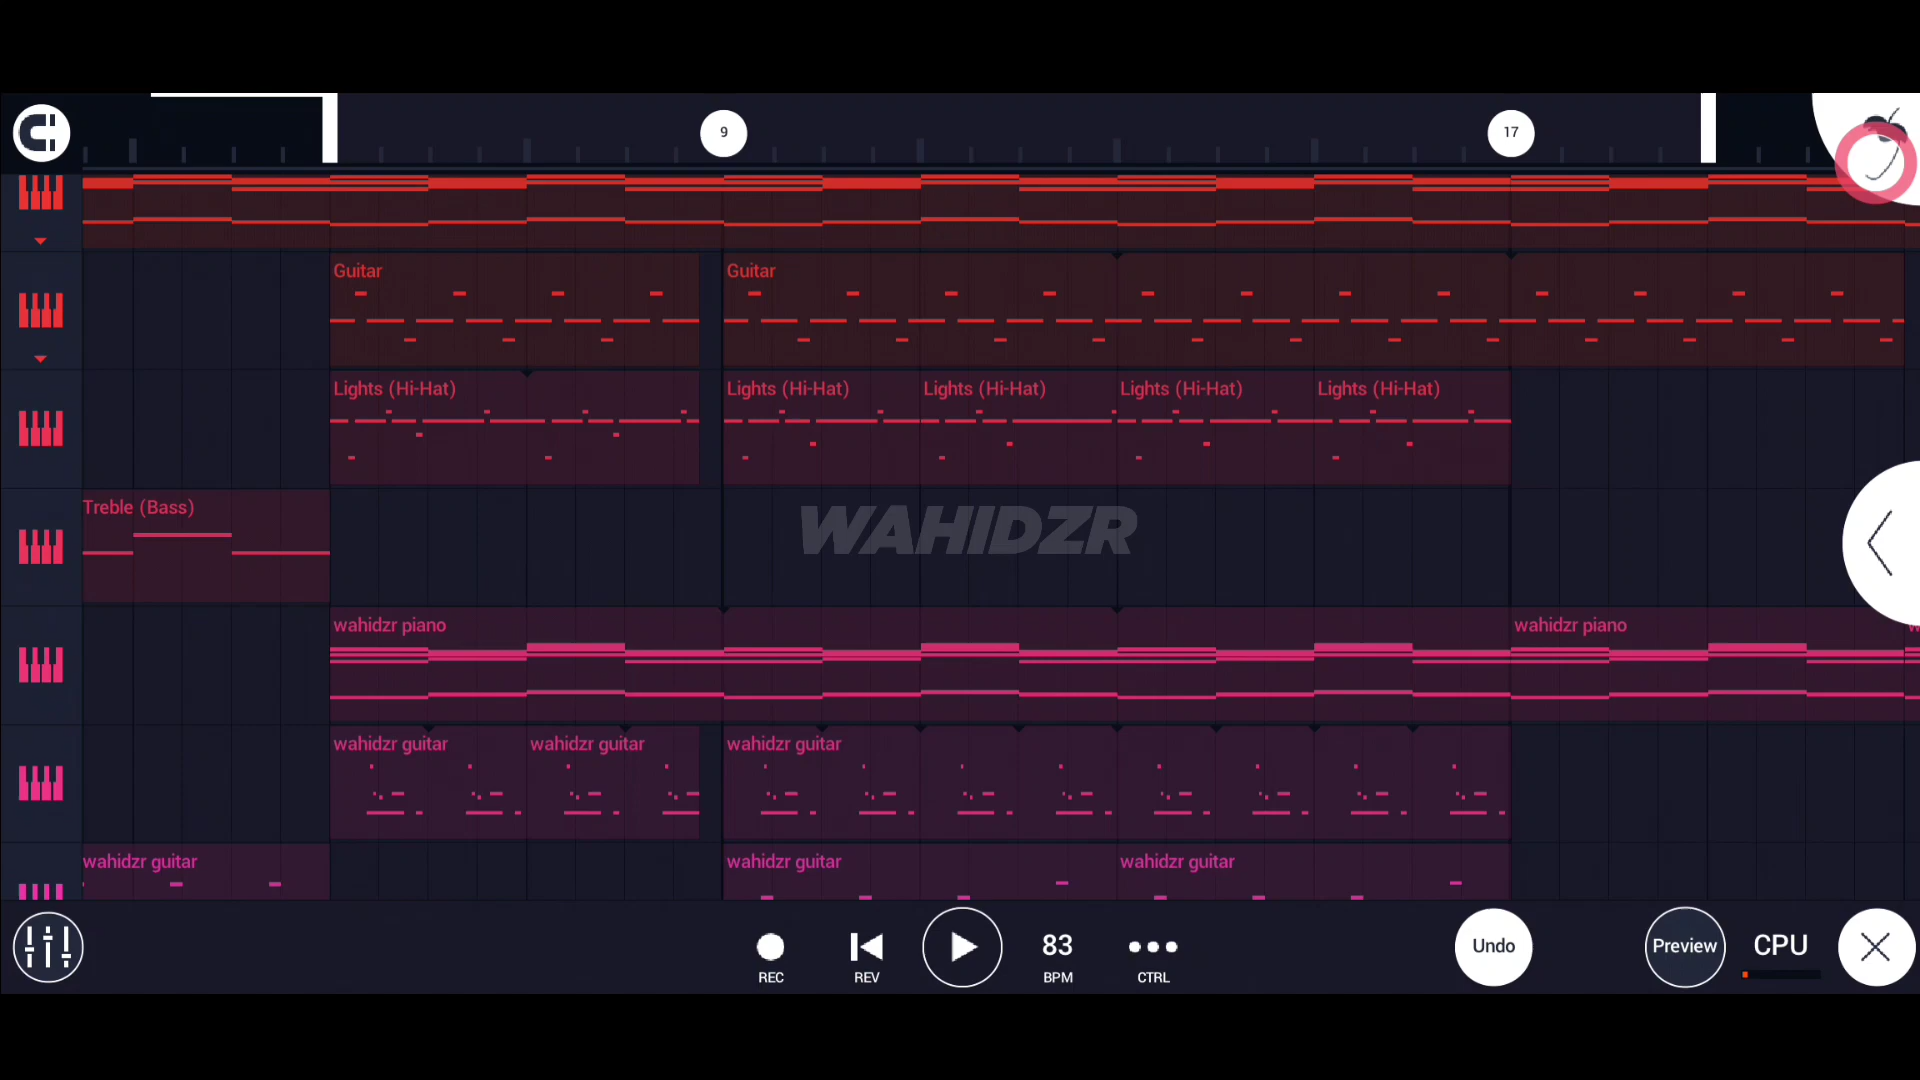 9
17
Guitar
Guitar
Lights (Hi-Hat)
Lights (Hi-Hat)
Lights (Hi-Hat)
Lights (Hi-Hat)
Lights (Hi-Hat)
Treble (Bass)
WAHIDZR
wahidzr piano
wahidzr piano
wahidzr guitar
wahidzr guitar
wahidzr guitar
wahidzr guitar
wahidzr guitar
wahidzr guitar
83
Undo
Preview
CPU
REC
REV
BPM
CTRL